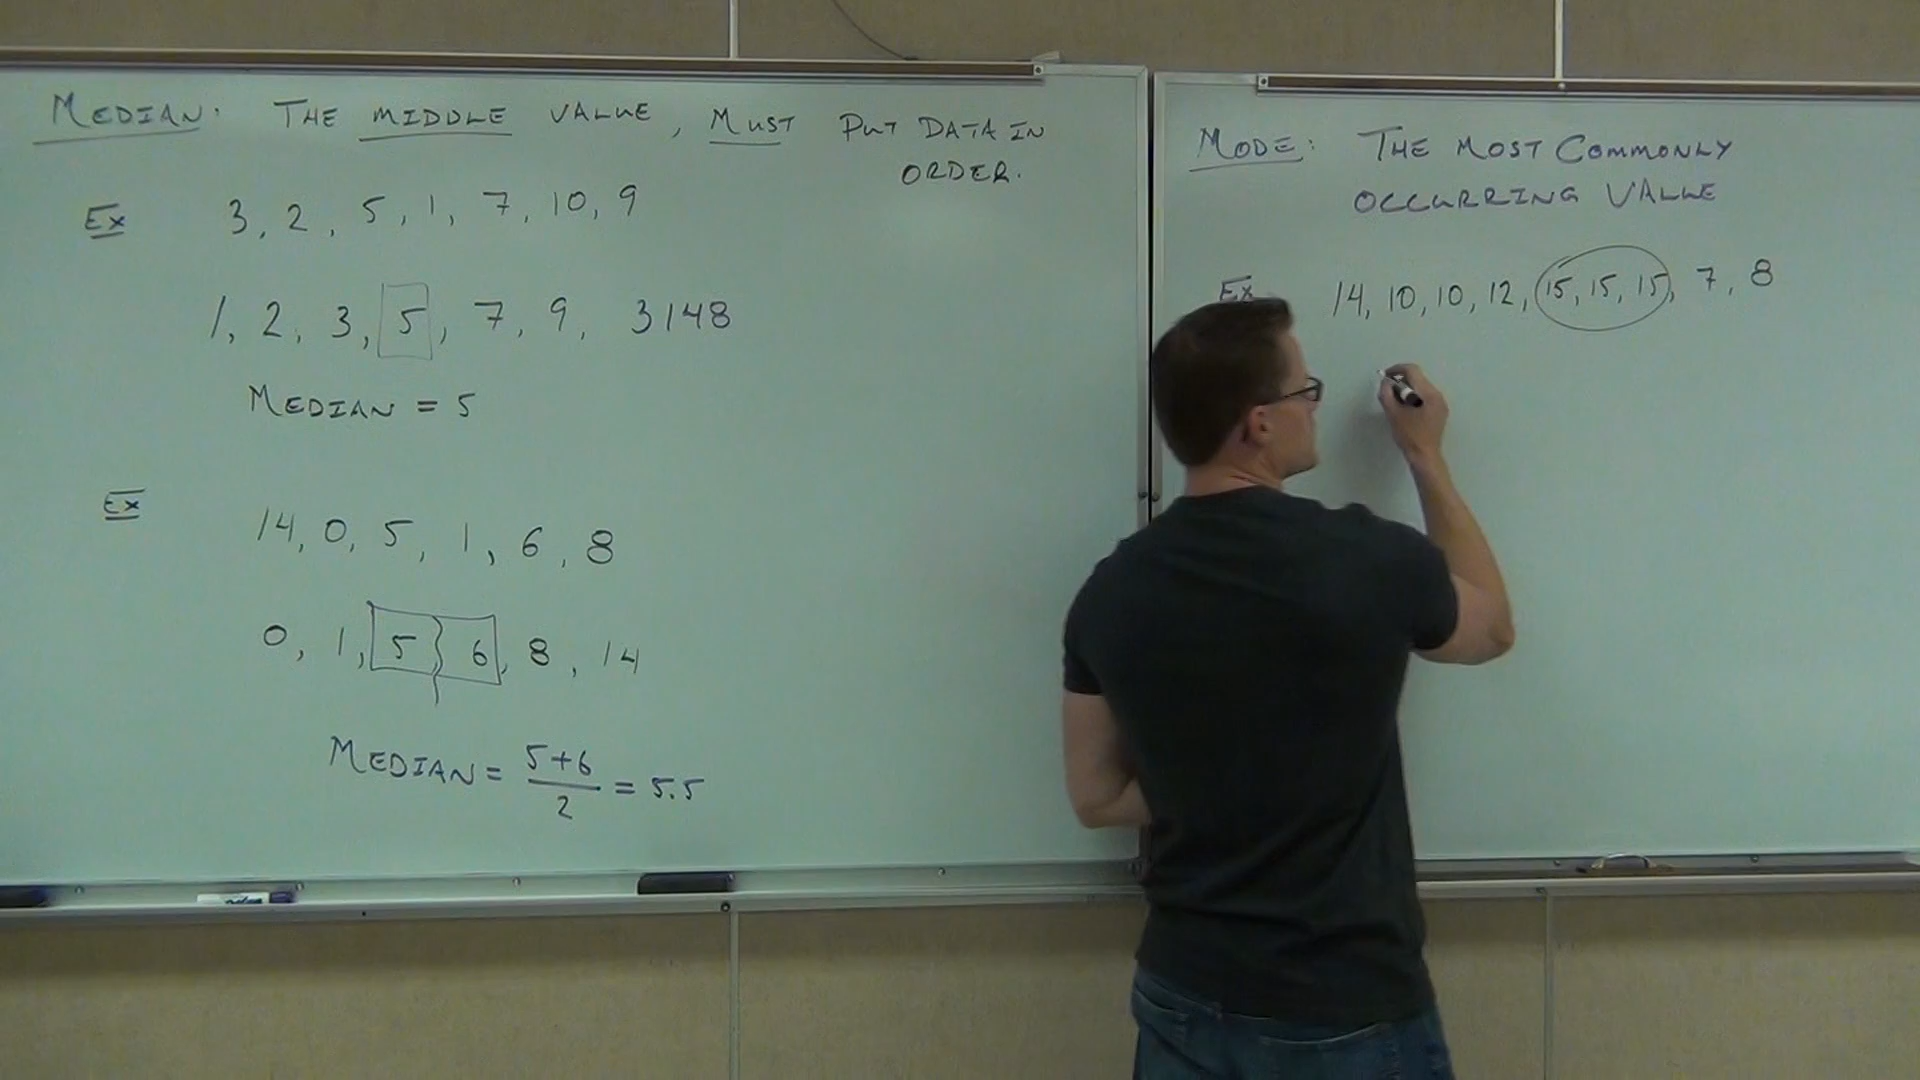 MEDIAN: THE MIDDLE VALUE, MUST PUT DATA IN
ORDER.
EX 3, 2, 5, 1, 7, 10, 9
1, 2, 3, 5, 7, 9, 3148
MEDIAN = 5
EX
14, 0, 5, 1, 6, 8
0, 1, 5 6, 8, 14
MEDIAN = 5+6/2 = 5.5
MODE: THE MOST COMMONLY
OCCURRING VALUE
EX 14, 10, 10, 12, 15, 15, 15, 7, 8